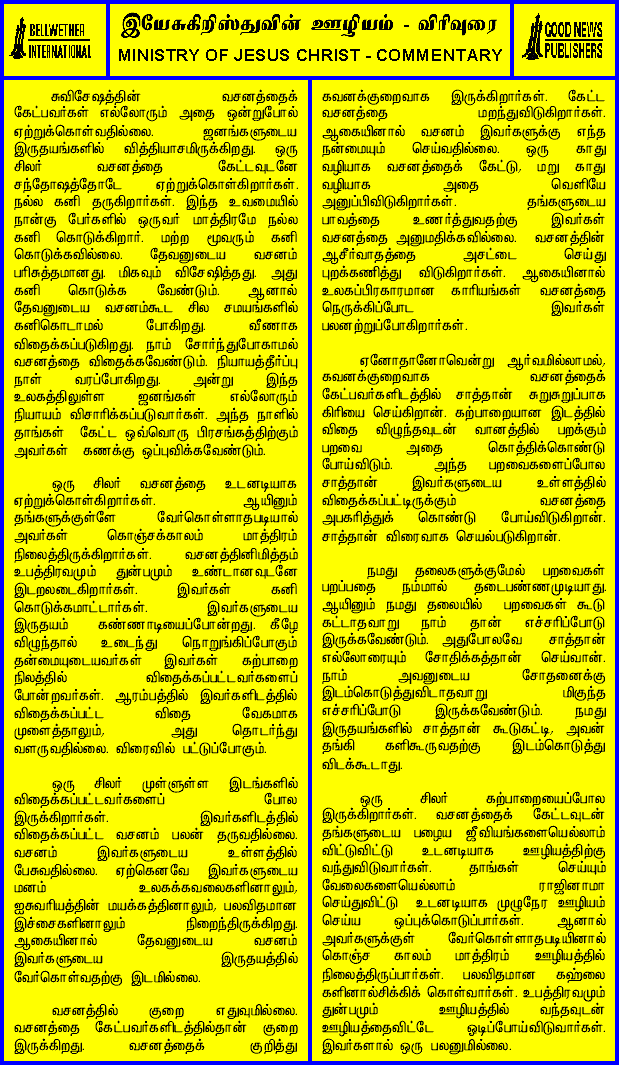 BELLWETHER
INTERNATIONAL
இயேசுகிறிஸ்துவின் ஊழியம் - விரிவுரை
MINISTRY OF JESUS CHRIST - COMMENTARY
GOOD NEWS
PUBLISHERS
சுவிசேஷத்தின் வசனத்தைக்
கேட்பவர்கள் எல்லோரும் அதை ஒன்றுபோல்
ஏற்றுக்கொள்வதில்லை. ஜனங்களுடைய
இருதயங்களில் வித்தியாசமிருக்கிறது. ஒரு
சிலர் வசனத்தை கேட்டவுடனே
சந்தோஷத்தோடே ஏற்றுக்கொள்கிறார்கள்.
நல்ல கனி தருகிறார்கள். இந்த உவமையில்
நான்கு பேர்களில் ஒருவர் மாத்திரமே நல்ல
கனி கொடுக்கிறார். மற்ற மூவரும் கனி
கொடுக்கவில்லை. தேவனுடைய வசனம்
பரிசுத்தமானது. மிகவும் விசேஷித்தது. அது
கனி கொடுக்க வேண்டும். ஆனால்
தேவனுடைய வசனம்கூட சில சமயங்களில்
கனிகொடாமல் போகிறது. வீணாக
விதைக்கப்படுகிறது. நாம் சோர்ந்துபோகாமல்
வசனத்தை விதைக்கவேண்டும். நியாயத்தீர்ப்பு
நாள் வரப்போகிறது. அன்று இந்த
உலகத்திலுள்ள ஜனங்கள் எல்லோரும்
நியாயம் விசாரிக்கப்படுவார்கள். அந்த நாளில்
தாங்கள் கேட்ட ஒவ்வொரு பிரசங்கத்திற்கும்
அவர்கள் கணக்கு ஒப்புவிக்கவேண்டும்.
ஒரு சிலர் வசனத்தை உடனடியாக
ஏற்றுக்கொள்கிறார்கள். ஆயினும்
தங்களுக்குள்ளே வேர்கொள்ளாதபடியால்
அவர்கள் கொஞ்சக்காலம் மாத்திரம்
நிலைத்திருக்கிறார்கள். வசனத்தினிமித்தம்
உபத்திரவமும் துன்பமும் உண்டானவுடனே
இடறலடைகிறார்கள். இவர்கள் கனி
கொடுக்கமாட்டார்கள். இவர்களுடைய
இருதயம் கண்ணாடியைப்போன்றது. கீழே
விழுந்தால் உடைந்து நொறுங்கிப்போகும்
தன்மையுடையவர்கள் இவர்கள் கற்பாறை
நிலத்தில் விதைக்கப்பட்டவர்களைப்
போன்றவர்கள். ஆரம்பத்தில் இவர்களிடத்தில்
விதைக்கப்பட்ட விதை வேகமாக
முளைத்தாலும், அது தொடர்ந்து
வளருவதில்லை. விரைவில் பட்டுப்போகும்.
ஒரு சிலர் முள்ளுள்ள இடங்களில்
விதைக்கப்பட்டவர்களைப் போல
இருக்கிறார்கள். இவர்களிடத்தில்
விதைக்கப்பட்ட வசனம் பலன் தருவதில்லை.
வசனம் இவர்களுடைய உள்ளத்தில்
பேசுவதில்லை. ஏற்கெனவே இவர்களுடைய
மனம் உலகக்கவலைகளினாலும்,
ஐசுவரியத்தின் மயக்கத்தினாலும், பலவிதமான
இச்சைகளினாலும் நிறைந்திருக்கிறது.
ஆகையினால் தேவனுடைய வசனம்
இவர்களுடைய இருதயத்தில்
வேர்கொள்வதற்கு இடமில்லை.
வசனத்தில் குறை எதுவுமில்லை.
வசனத்தை கேட்பவர்களிடத்தில்தான் குறை
இருக்கிறது. வசனத்தைக் குறித்து
கவனக்குறைவாக இருக்கிறார்கள். கேட்ட
வசனத்தை மறந்துவிடுகிறார்கள்.
ஆகையினால் வசனம் இவர்களுக்கு எந்த
நன்மையும் செய்வதில்லை. ஒரு காது
வழியாக வசனத்தைக் கேட்டு, மறு காது
வழியாக அதை வெளியே
அனுப்பிவிடுகிறார்கள். தங்களுடைய
பாவத்தை உணர்த்துவதற்கு இவர்கள்
வசனத்தை அனுமதிக்கவில்லை. வசனத்தின்
ஆசீர்வாதத்தை அசட்டை செய்து
புறக்கணித்து விடுகிறார்கள். ஆகையினால்
உலகப்பிரகாரமான காரியங்கள் வசனத்தை
நெருக்கிப்போட இவர்கள்
பலனற்றுப்போகிறார்கள்.
ஏனோதானோவென்று ஆர்வமில்லாமல்,
கவனக்குறைவாக வசனத்தைக்
கேட்பவர்களிடத்தில் சாத்தான் சுறுசுறுப்பாக
கிரியை செய்கிறான். கற்பாறையான இடத்தில்
விதை விழுந்தவுடன் வானத்தில் பறக்கும்
பறவை அதை கொத்திக்கொண்டு
போய்விடும். அந்த பறவைகளைப்போல
சாத்தான் இவர்களுடைய உள்ளத்தில்
விதைக்கப்பட்டிருக்கும் வசனத்தை
அபகரித்துக் கொண்டு போய்விடுகிறான்.
சாத்தான் விரைவாக செயல்படுகிறான்.
நமது தலைகளுக்குமேல் பறவைகள்
பறப்பதை நம்மால் தடைபண்ணமுடியாது.
ஆயினும் நமது தலையில் பறவைகள் கூடு
கட்டாதவாறு நாம் தான் எச்சரிப்போடு
இருக்கவேண்டும். அதுபோலவே சாத்தான்
எல்லோரையும் சோதிக்கத்தான் செய்வான்.
நாம் அவனுடைய சோதனைக்கு
இடம்கொடுத்துவிடாதவாறு மிகுந்த
எச்சரிப்போடு இருக்கவேண்டும். நமது
இருதயங்களில் சாத்தான் கூடுகட்டி, அவன்
தங்கி களிகூருவதற்கு இடம்கொடுத்து
விடக்கூடாது.
ஒரு சிலர் கற்பாறையைப்போல
இருக்கிறார்கள். வசனத்தைக் கேட்டவுடன்
தங்களுடைய பழைய ஜீவியங்களையெல்லாம்
விட்டுவிட்டு உடனடியாக ஊழியத்திற்கு
வந்துவிடுவார்கள். தாங்கள் செய்யும்
வேலைகளையெல்லாம் ராஜினாமா
செய்துவிட்டு உடனடியாக முழுநேர ஊழியம்
செய்ய ஒப்புக்கொடுப்பார்கள். ஆனால்
அவர்களுக்குள் வேர்கொள்ளாதபடியினால்
கொஞ்ச காலம் மாத்திரம் ஊழியத்தில்
நிலைத்திருப்பார்கள். பலவிதமான கஹ்லை
களினால்சிக்கிக் கொள்வார்கள். உபத்திரவமும்
துன்பமும் ஊழியத்தில் வந்தவுடன்
ஊழியத்தைவிட்டே ஒடிப்போய்விடுவார்கள்.
இவர்களால் ஒரு பலனுமில்லை.